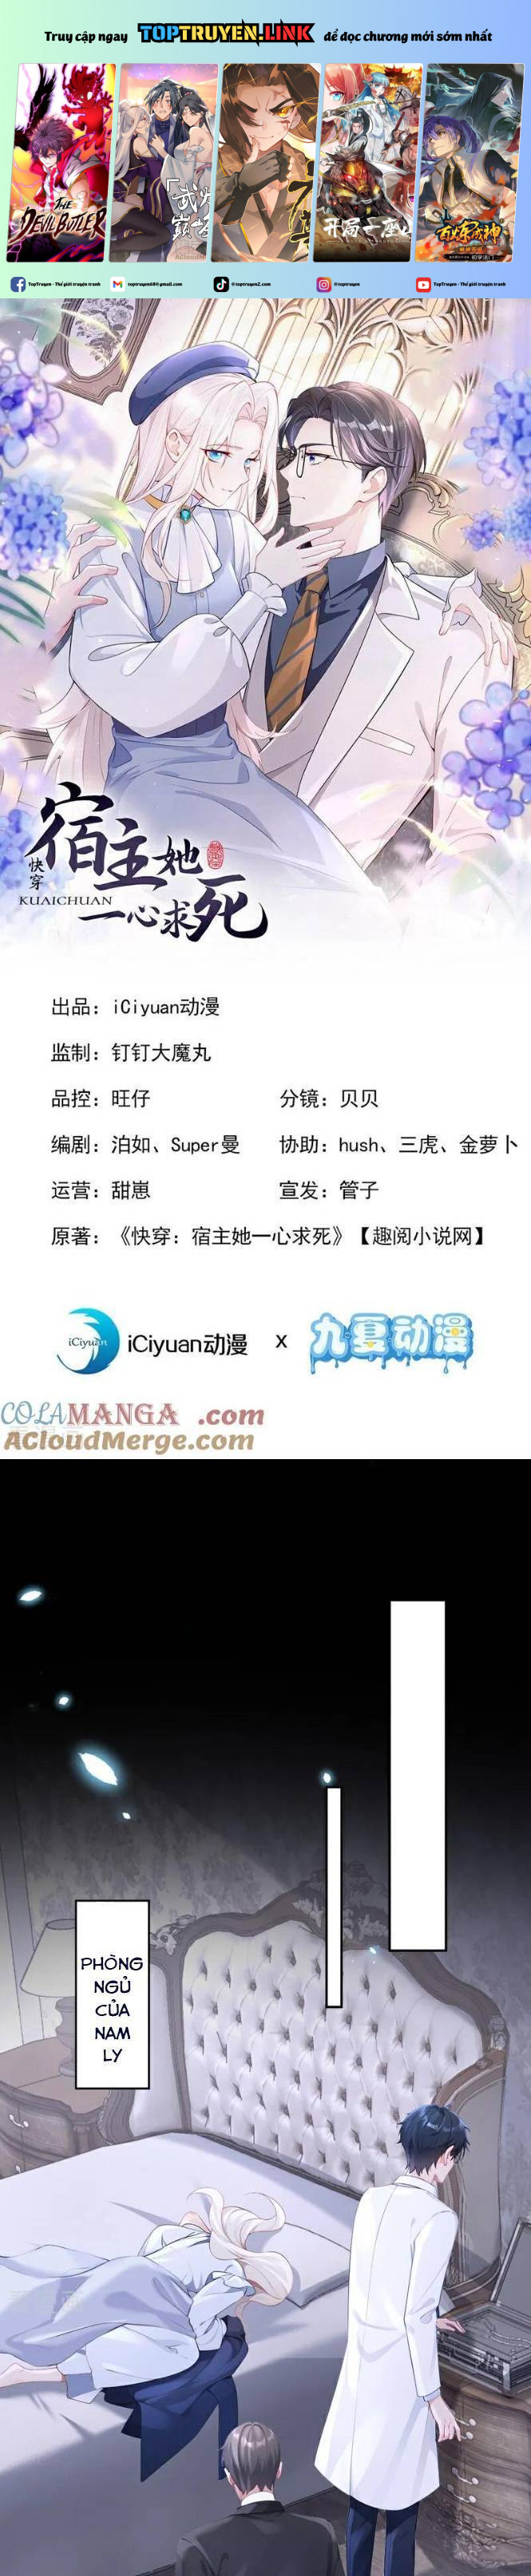 Truy cập ngay TOPTRUYEN.LINK để đọc chương mới sớm nhất
THE DEVIL BUTLER
TopTruyen - Thế giới truyện tranh
toptruyen68@gmail.com
@toptruyen2.com
@toptruyen
TopTruyen - Thế giới truyện tranh
快穿
KUAICHUAN
宿主她
一心求死
出品：iCiyuan动漫
监制：钉钉大魔丸
品控：旺仔 分镜：贝贝
编剧：泊如、Super曼 协助：hush、三虎、金萝卜
运营：甜崽 宣发：管子
原著：《快穿：宿主她一心求死》【趣阅小说网】
iCiyuan
iCiyuan动漫 x 九夏动漫
COLAMANGA.com
ACloudMerge.com
PHÒNG
NGỦ
CỦA
NAM
LY